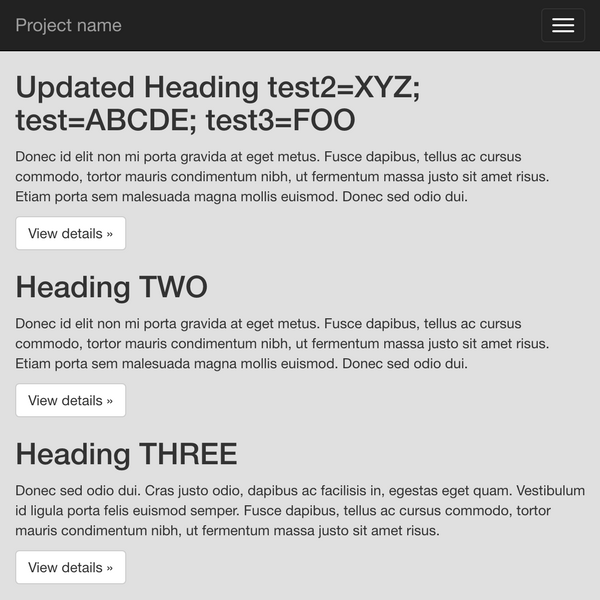 Project name
Updated Heading test2=XYZ;
test=ABCDE; test3=FOO
Donec id elit non mi porta gravida at eget metus. Fusce dapibus, tellus ac cursus
commodo, tortor mauris condimentum nibh, ut fermentum massa justo sit amet risus.
Etiam porta sem malesuada magna mollis euismod. Donec sed odio dui.
View details »
Heading TWO
Donec id elit non mi porta gravida at eget metus. Fusce dapibus, tellus ac cursus
commodo, tortor mauris condimentum nibh, ut fermentum massa justo sit amet risus.
Etiam porta sem malesuada magna mollis euismod. Donec sed odio dui.
View details »
Heading THREE
Donec sed odio dui. Cras justo odio, dapibus ac facilisis in, egestas eget quam. Vestibulum
id ligula porta felis euismod semper. Fusce dapibus, tellus ac cursus commodo, tortor
mauris condimentum nibh, ut fermentum massa justo sit amet risus.
View details »